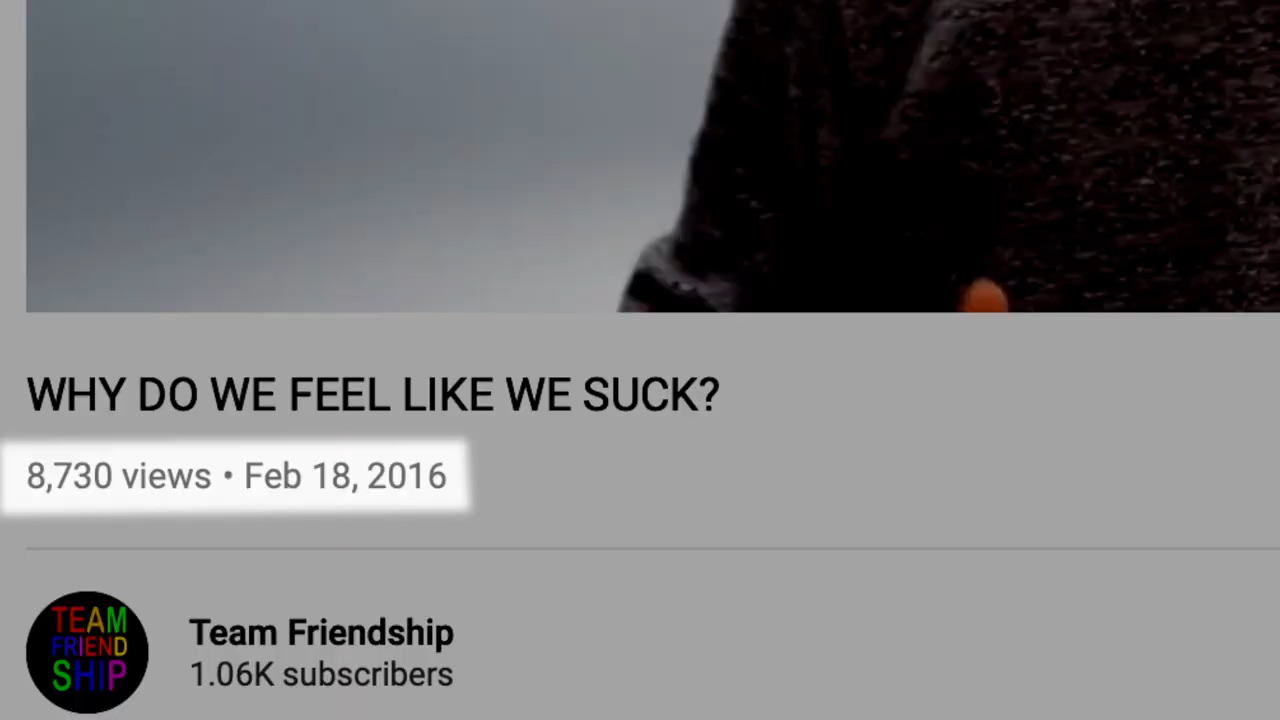 WHY DO WE FEEL LIKE WE SUCK?
8,730 views • Feb 18, 2016
TEAM
FRIEND
SHIP
Team Friendship
1.06K subscribers